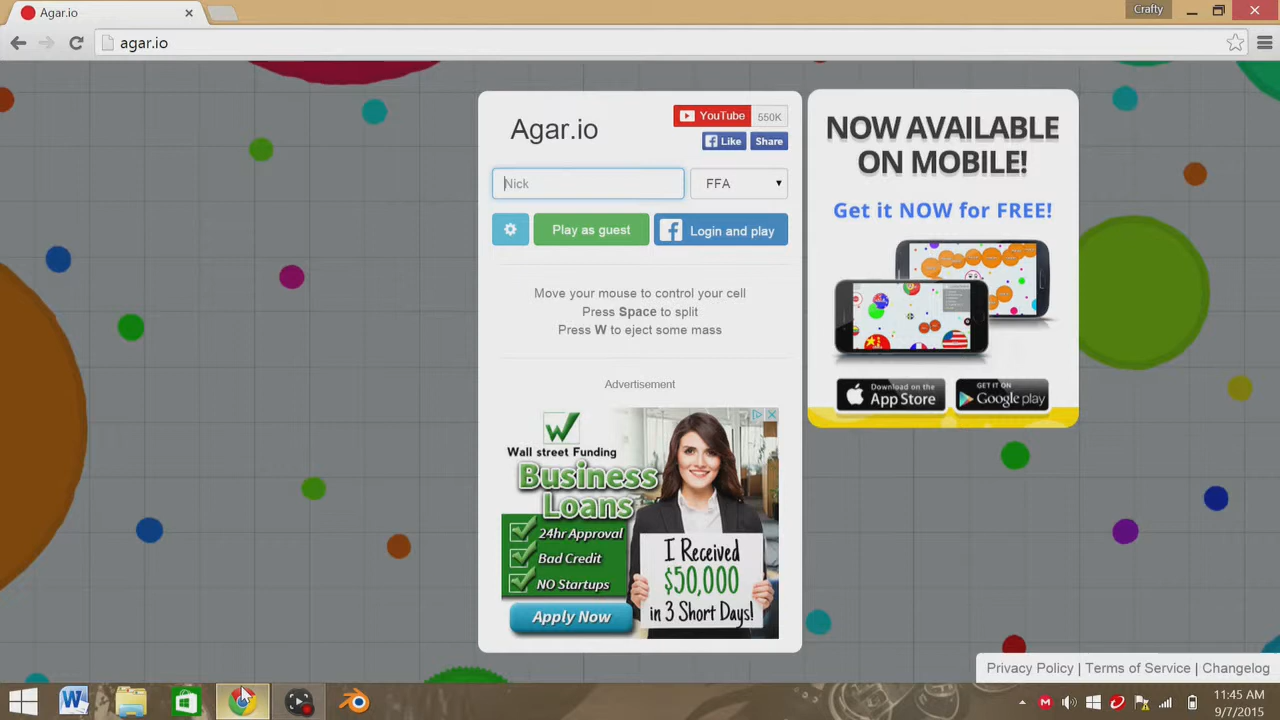 Agar.io
Crafty
agar.io
Agar.io
YouTube 550K
Like Share
Nick
FFA
Play as guest
Login and play
Move your mouse to control your cell
Press Space to split
Press W to eject some mass
Advertisement
Wall street Funding
Business
Loans
24hr Approval
Bad Credit
NO Startups
Apply Now
I Received
$50,000
in 3 Short Days!
NOW AVAILABLE
ON MOBILE!
Get it NOW for FREE!
Download on the
App Store
GET IT ON
Google play
Privacy Policy | Terms of Service | Changelog
11:45 AM
9/7/2015